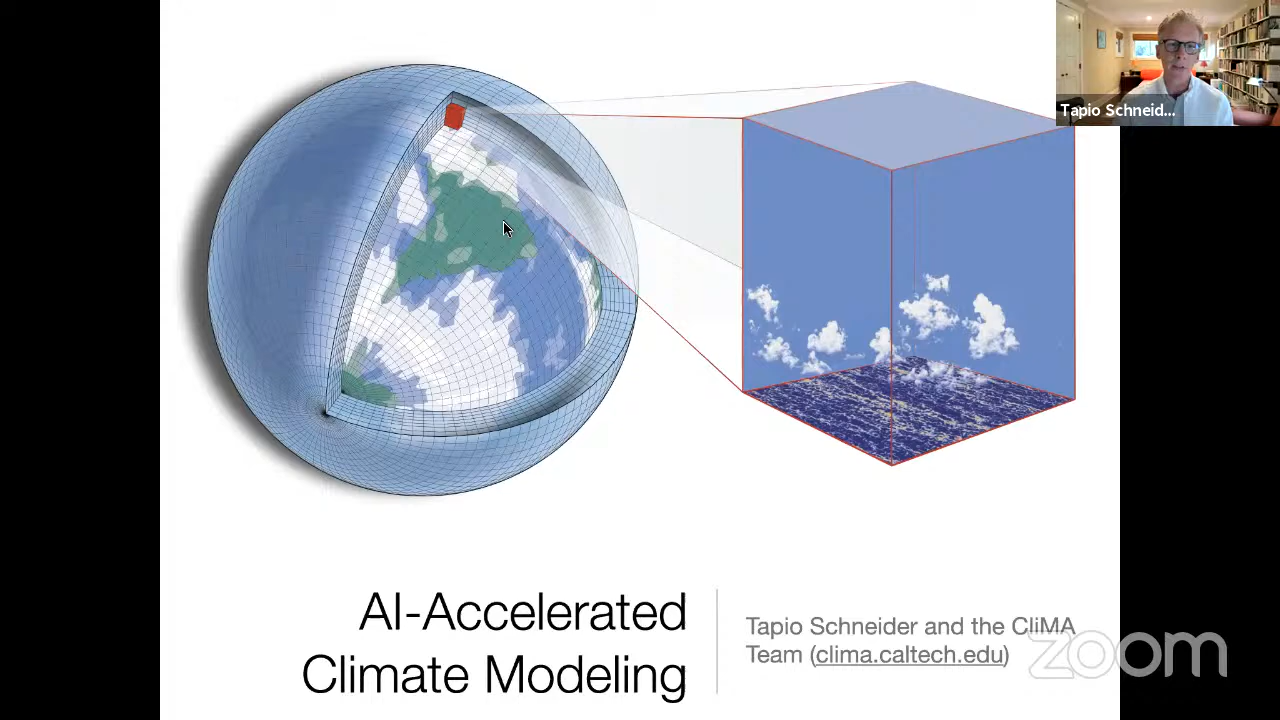 Tapio Schneid...
AI-Accelerated
Climate Modeling
Tapio Schneider and the CliMA
Team (clima.caltech.edu)
zoom